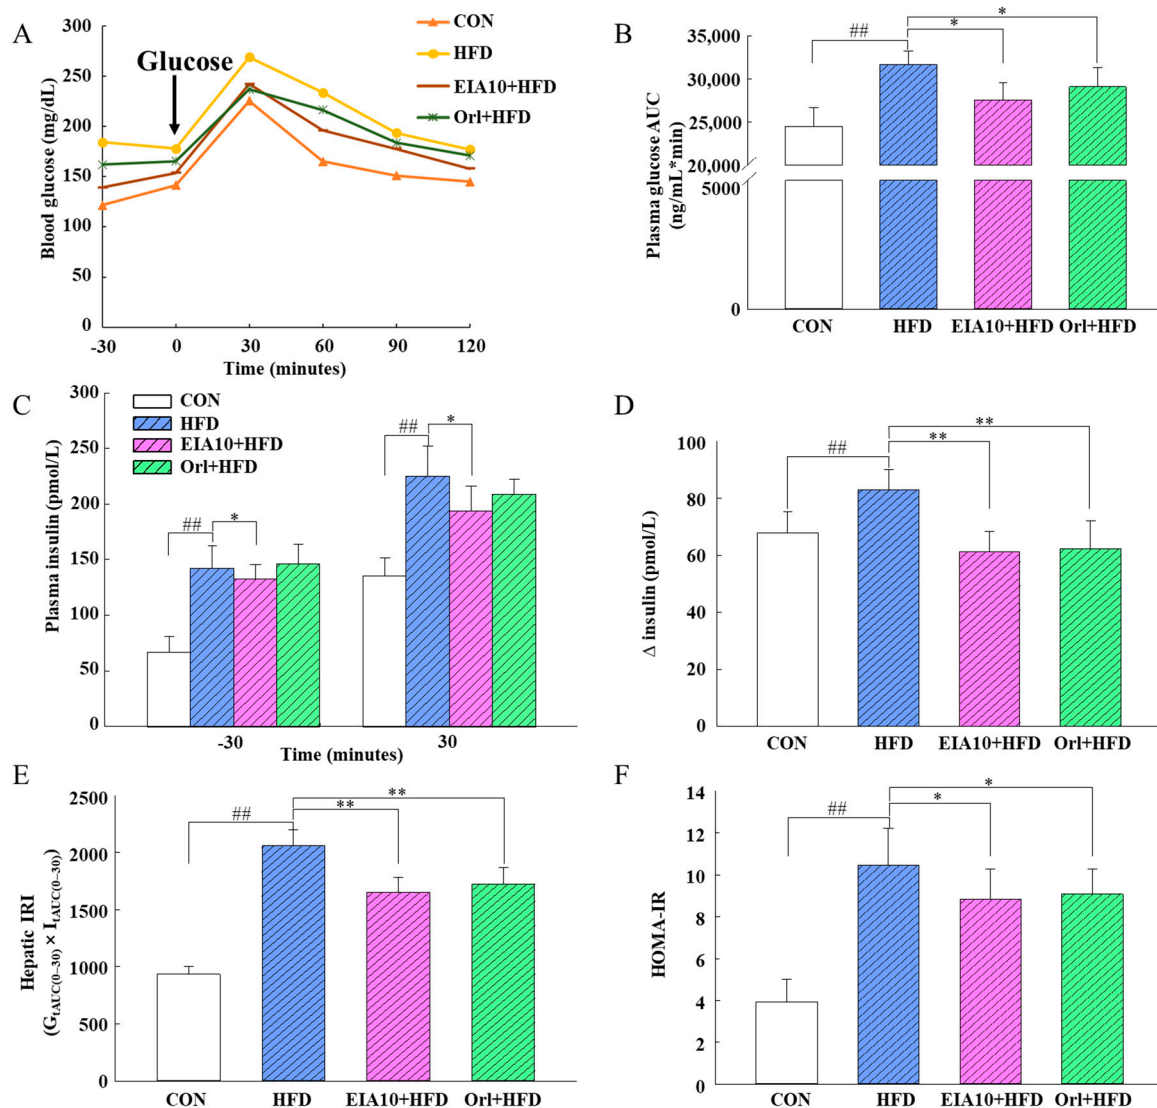 A
Blood glucose (mg/dL)
300
250
200
150
100
50
0
-30
0
30
60
90
120
Time (minutes)
Glucose
CON
HFD
EIA10+HFD
Orl+HFD
B
Plasma glucose AUC
(ng/mL*min)
35,000
30,000
25,000
20,000
5000
0
##
*
*
CON
HFD
EIA10+HFD
Orl+HFD
C
Plasma insulin (pmol/L)
300
250
200
150
100
50
0
CON
HFD
EIA10+HFD
Orl+HFD
##
*
##
*
-30
30
Time (minutes)
D
Δ insulin (pmol/L)
100
80
60
40
20
0
##
**
**
CON
HFD
EIA10+HFD
Orl+HFD
E
Hepatic IRI
(GtAUC(0–30) × ItAUC(0–30)
2500
2000
1500
1000
500
0
##
**
**
CON
HFD
EIA10+HFD
Orl+HFD
F
HOMA-IR
14
12
10
8
6
4
2
0
##
*
*
CON
HFD
EIA10+HFD
Orl+HFD